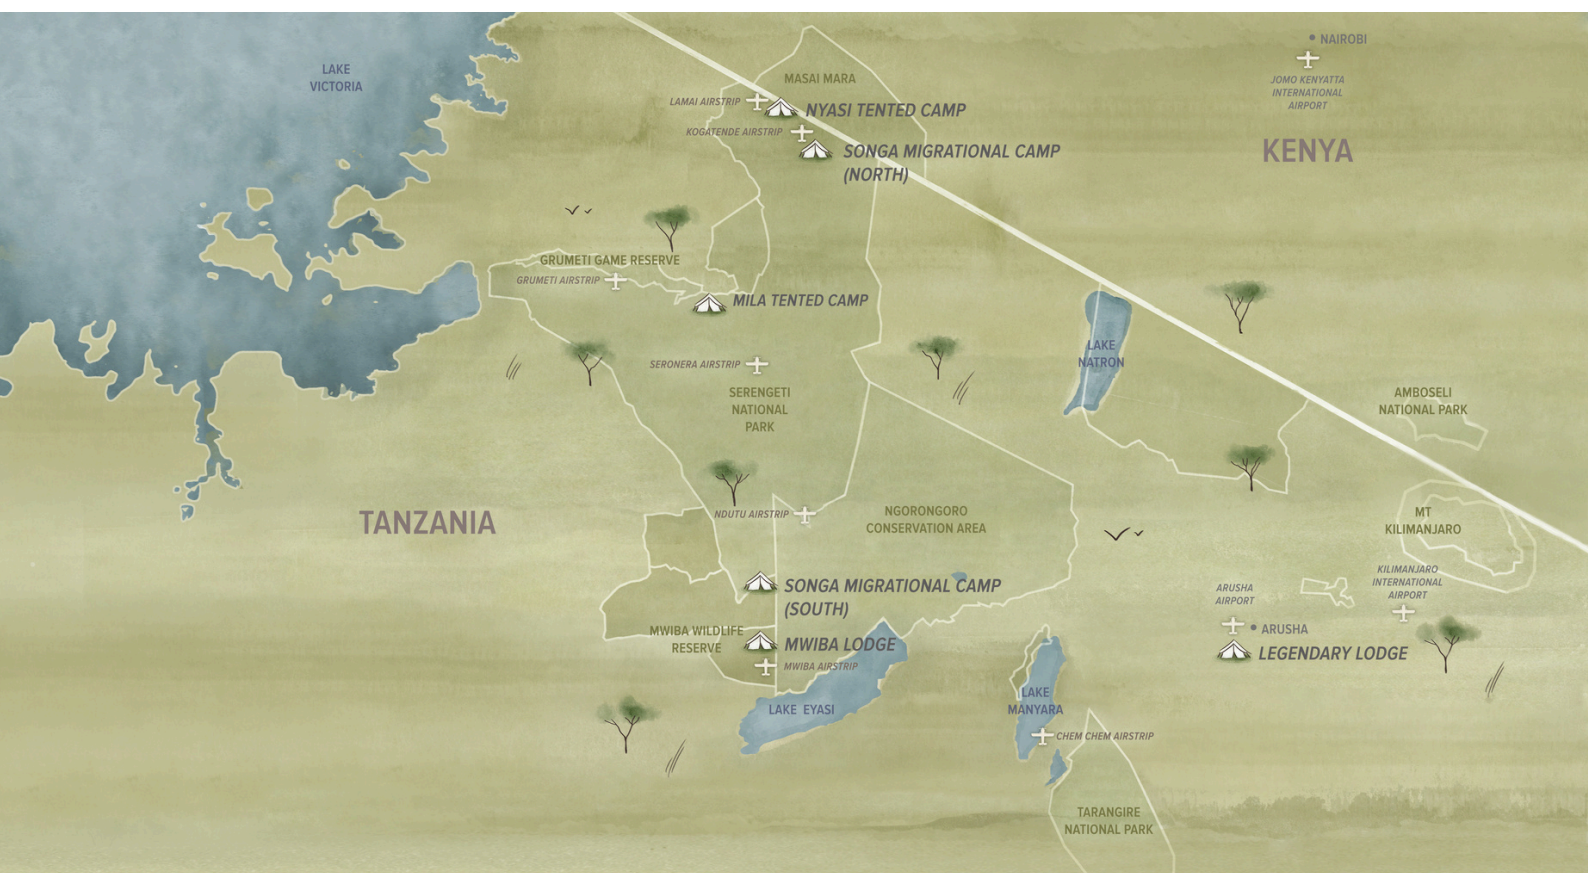 NAIROBI
LAKE
VICTORIA
MASAI MARA
JOMO KENYATTA
INTERNATIONAL
AIRPORT
LAMAI AIRSTRIP
NYASI TENTED CAMP
KOGATENDE AIRSTRIP
SONGA MIGRATIONAL CAMP
(NORTH)
KENYA
GRUMETI GAME RESERVE
GRUMETI AIRSTRIP
MILA TENTED CAMP
LAKE
NATRON
SERONERA AIRSTRIP
SERENGETI
NATIONAL
PARK
AMBOSELI
NATIONAL PARK
TANZANIA
NDUTU AIRSTRIP
NGORONGORO
CONSERVATION AREA
MT
KILIMANJARO
SONGA MIGRATIONAL CAMP
(SOUTH)
KILIMANJARO
INTERNATIONAL
AIRPORT
ARUSHA
AIRPORT
ARUSHA
LEGENDARY LODGE
MWIBA WILDLIFE
RESERVE
MWIBA LODGE
MWIBA AIRSTRIP
LAKE EYASI
LAKE
MANYARA
CHEM CHEM AIRSTRIP
TARANGIRE
NATIONAL PARK